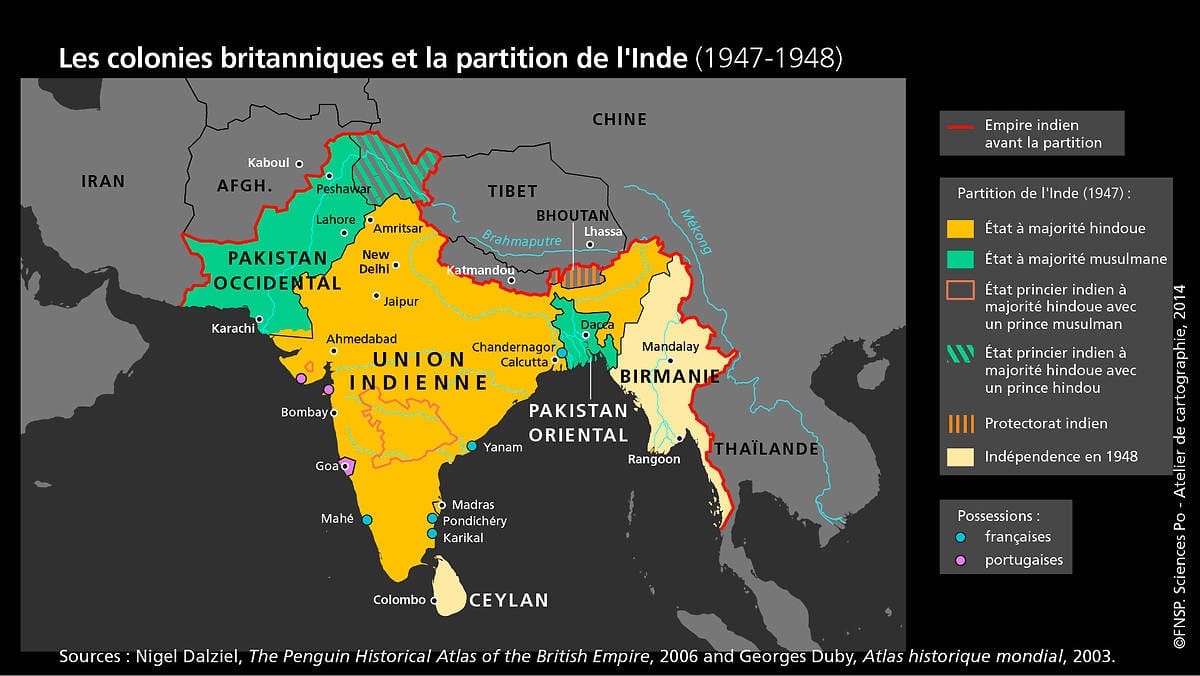 Les colonies britanniques et la partition de l'Inde (1947-1948)
CHINE
Kaboul
IRAN
AFGH.
Peshawar
TIBET
BHOUTAN
Lhassa
Mékong
Lahore
Amritsar
Brahmaputre
PAKISTAN
OCCIDENTAL
New
Delhi
Katmandou
Jaipur
Karachi
Dacca
Ahmedabad
Chandernagor
Calcutta
Mandalay
UNION
INDIENNE
BIRMANIE
Bombay
PAKISTAN
ORIENTAL
Yanam
THAÏLANDE
Rangoon
Goa
Madras
Mahé
Pondichéry
Karikal
Colombo
CEYLAN
Empire indien
avant la partition
Partition de l'Inde (1947) :
État à majorité hindoue
État à majorité musulmane
État princier indien à
majorité hindoue avec
un prince musulman
État princier indien à
majorité hindoue avec
un prince hindou
Protectorat indien
Indépendance en 1948
Possessions :
françaises
portugaises
©FNSP. Sciences Po - Atelier de cartographie, 2014
Sources : Nigel Dalziel, The Penguin Historical Atlas of the British Empire, 2006 and Georges Duby, Atlas historique mondial, 2003.